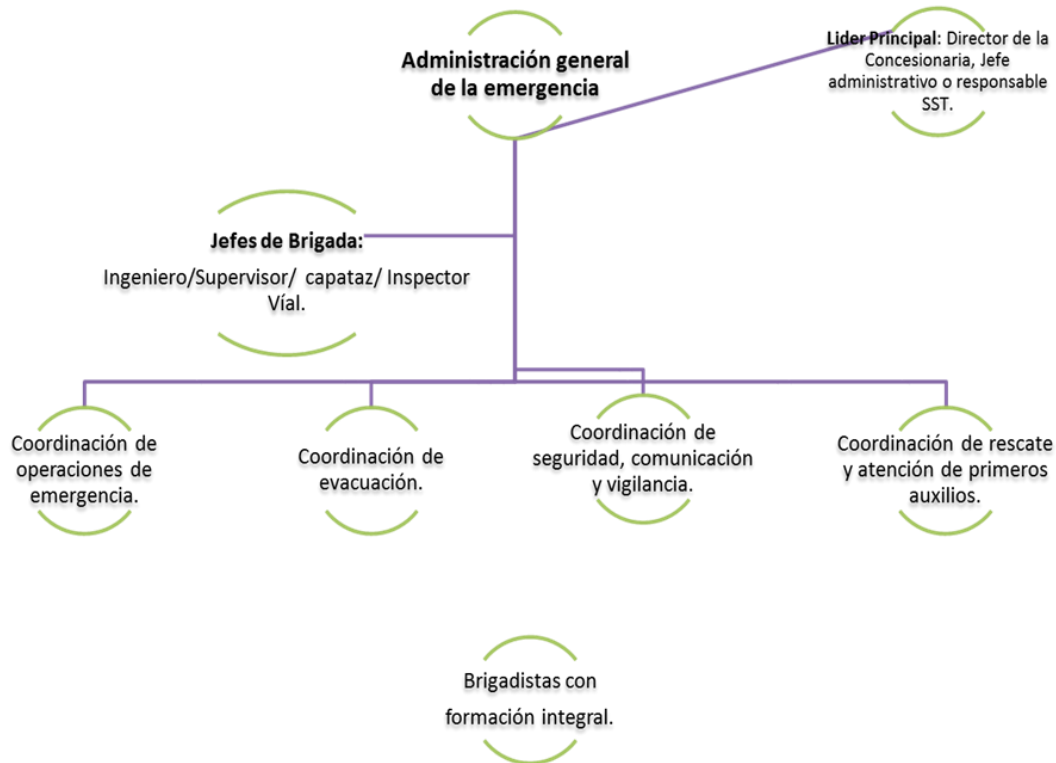 Administración general
de la emergencia
Lider Principal: Director de la
Concesionaria, Jefe
administrativo o responsable
SST.
Jefes de Brigada:
Ingeniero/Supervisor/ capataz/ Inspector
Víal.
Coordinación de
operaciones de
emergencia.
Coordinación de
evacuación.
Coordinación de
seguridad, comunicación
y vigilancia.
Coordinación de rescate
y atención de primeros
auxilios.
Brigadistas con
formación integral.